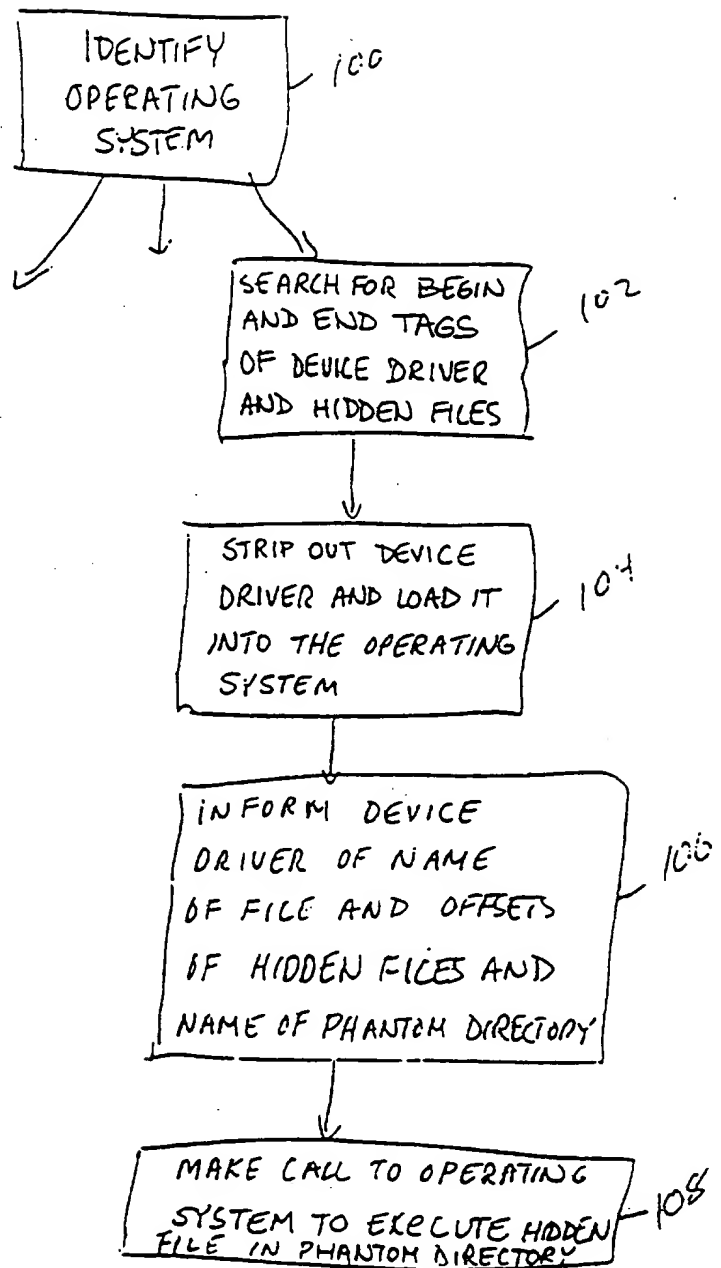 IDENTIFY
OPERATING
SYSTEM
100
SEARCH FOR BEGIN
AND END TAGS
OF DEVICE DRIVER
AND HIDDEN FILES
102
STRIP OUT DEVICE
DRIVER AND LOAD IT
INTO THE OPERATING
SYSTEM
104
INFORM DEVICE
DRIVER OF NAME
OF FILE AND OFFSETS
OF HIDDEN FILES AND
NAME OF PHANTOM DIRECTORY
106
MAKE CALL TO OPERATING
SYSTEM TO EXECUTE HIDDEN
FILE IN PHANTOM DIRECTORY
108